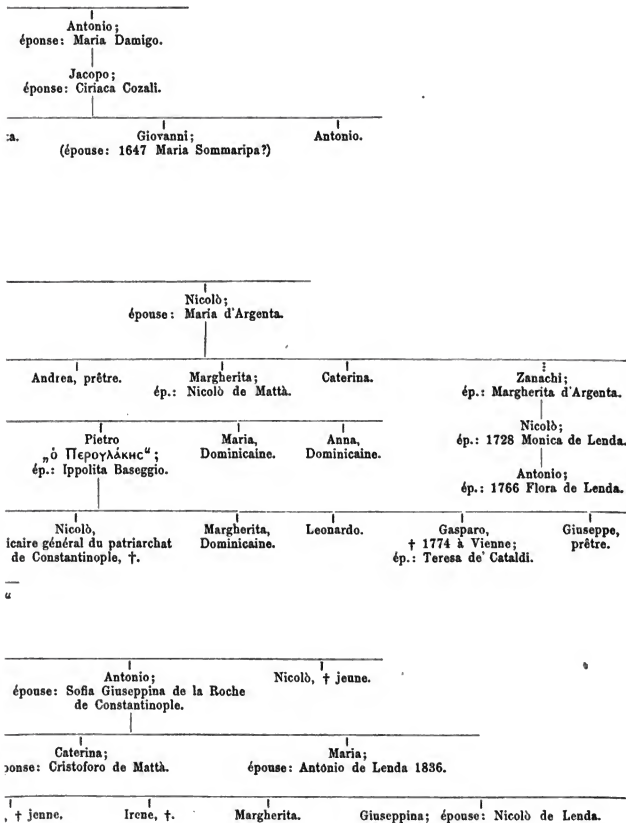 Antonio;
épouse: Maria Damigo.
Jacopo;
épouse: Ciriaca Cozali.
:a. Giovanni; Antonio.
(épouse: 1647 Maria Sommaripa?)
Nicolò;
épouse: Maria d'Argenta.
Andrea, prêtre. Margherita; Caterina. Zanachi;
ép.: Nicolò de Mattà. ép.: Margherita d'Argenta.
Nicolò;
Pietro Maria, Anna, ép.: 1728 Monica de Lenda.
„ὁ Περογλάκης“; Dominicaine. Dominicaine. Antonio;
ép.: Ippolita Baseggio. ép.: 1766 Flora de Lenda.
Nicolò, Margherita, Leonardo. Gasparo, Giuseppe,
icaire général du patriarchat Dominicaine. † 1774 à Vienne; prêtre.
de Constantinople, †. ép.: Teresa de' Cataldi.
u
Antonio; Nicolò, † jeune.
épouse: Sofia Giuseppina de la Roche
de Constantinople.
Caterina; Maria;
ponse: Cristoforo de Mattà. épouse: António de Lenda 1836.
, † jenne. Irene, †. Margherita. Giuseppina; épouse: Nicolò de Lenda.